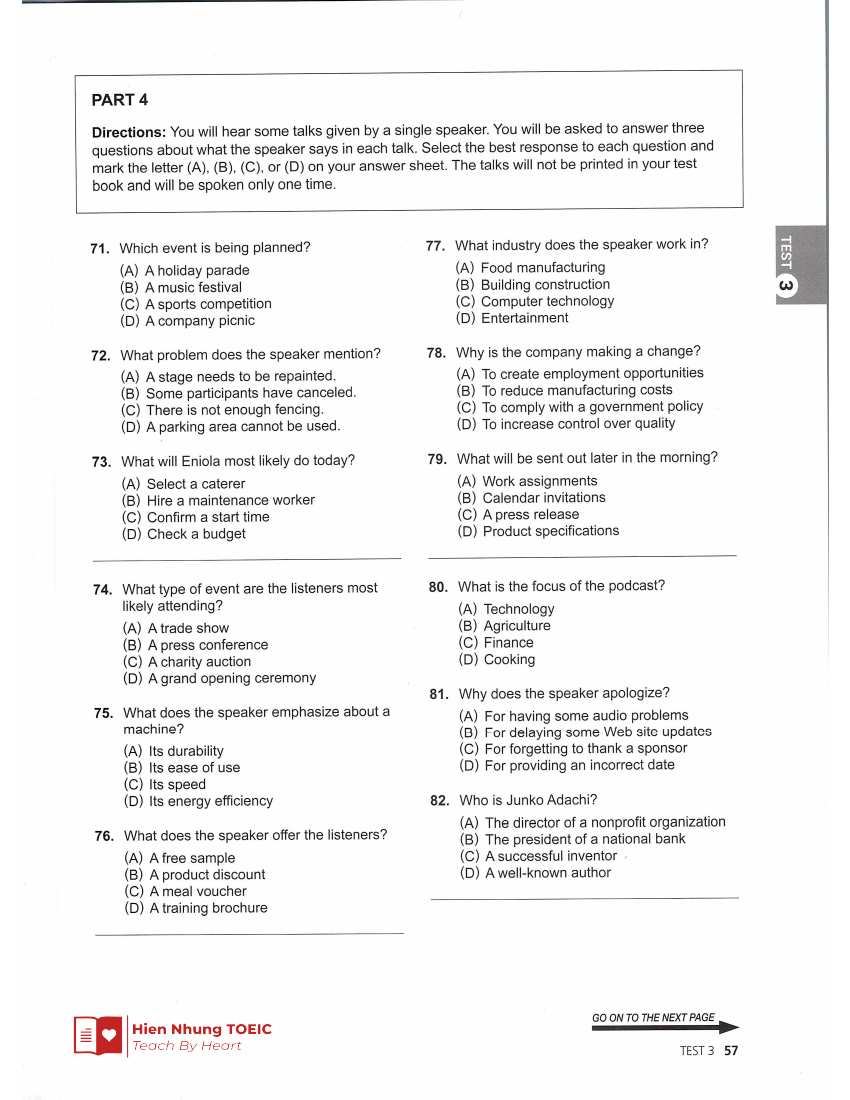 PART 4
Directions: You will hear some talks given by a single speaker. You will be asked to answer three
questions about what the speaker says in each talk. Select the best response to each question and
mark the letter (A), (B), (C), or (D) on your answer sheet. The talks will not be printed in your test
book and will be spoken only one time.
71. Which event is being planned?
(A) A holiday parade
(B) A music festival
(C) A sports competition
(D) A company picnic
72. What problem does the speaker mention?
(A) A stage needs to be repainted.
(B) Some participants have canceled.
(C) There is not enough fencing.
(D) A parking area cannot be used.
73. What will Eniola most likely do today?
(A) Select a caterer
(B) Hire a maintenance worker
(C) Confirm a start time
(D) Check a budget
74. What type of event are the listeners most
likely attending?
(A) A trade show
(B) A press conference
(C) A charity auction
(D) A grand opening ceremony
75. What does the speaker emphasize about a
machine?
(A) Its durability
(B) Its ease of use
(C) Its speed
(D) Its energy efficiency
76. What does the speaker offer the listeners?
(A) A free sample
(B) A product discount
(C) A meal voucher
(D) A training brochure
77. What industry does the speaker work in?
(A) Food manufacturing
(B) Building construction
(C) Computer technology
(D) Entertainment
78. Why is the company making a change?
(A) To create employment opportunities
(B) To reduce manufacturing costs
(C) To comply with a government policy
(D) To increase control over quality
79. What will be sent out later in the morning?
(A) Work assignments
(B) Calendar invitations
(C) A press release
(D) Product specifications
80. What is the focus of the podcast?
(A) Technology
(B) Agriculture
(C) Finance
(D) Cooking
81. Why does the speaker apologize?
(A) For having some audio problems
(B) For delaying some Web site updates
(C) For forgetting to thank a sponsor
(D) For providing an incorrect date
82. Who is Junko Adachi?
(A) The director of a nonprofit organization
(B) The president of a national bank
(C) A successful inventor
(D) A well-known author
TEST 3
Hien Nhung TOEIC
Teach By Heart
GO ON TO THE NEXT PAGE
TEST 3 57